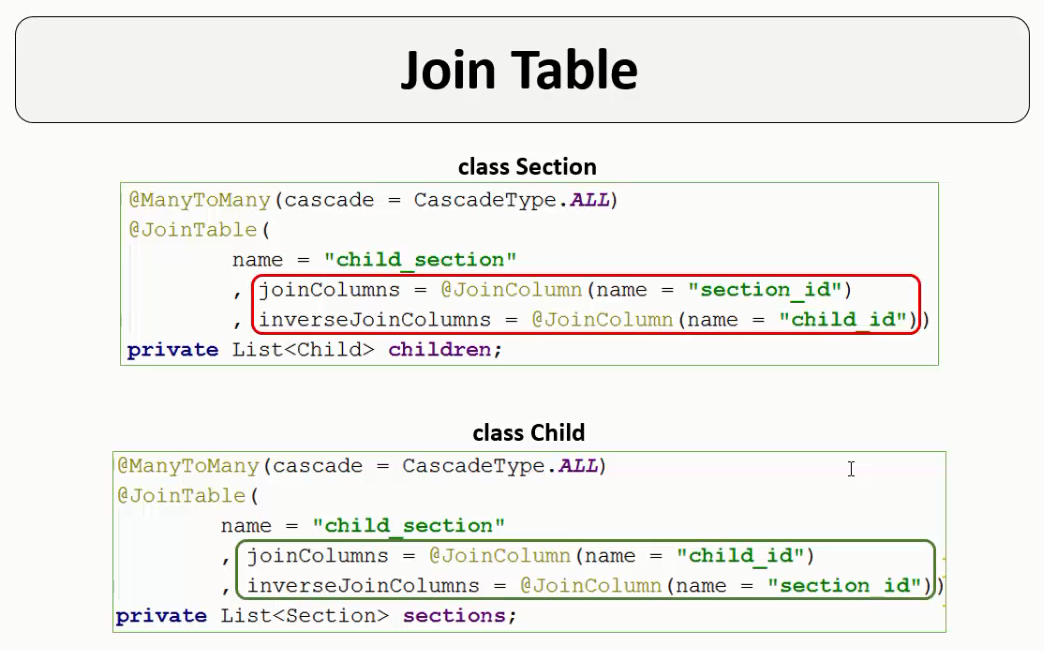 Join Table
class Section
@ManyToMany(cascade = CascadeType.ALL)
@JoinTable(
name = "child_section"
, joinColumns = @JoinColumn(name = "section_id")
, inverseJoinColumns = @JoinColumn(name = "child_id"))
private List<Child> children;
class Child
@ManyToMany(cascade = CascadeType.ALL)
@JoinTable(
name = "child_section"
, joinColumns = @JoinColumn(name = "child_id")
, inverseJoinColumns = @JoinColumn(name = "section_id"))
private List<Section> sections;